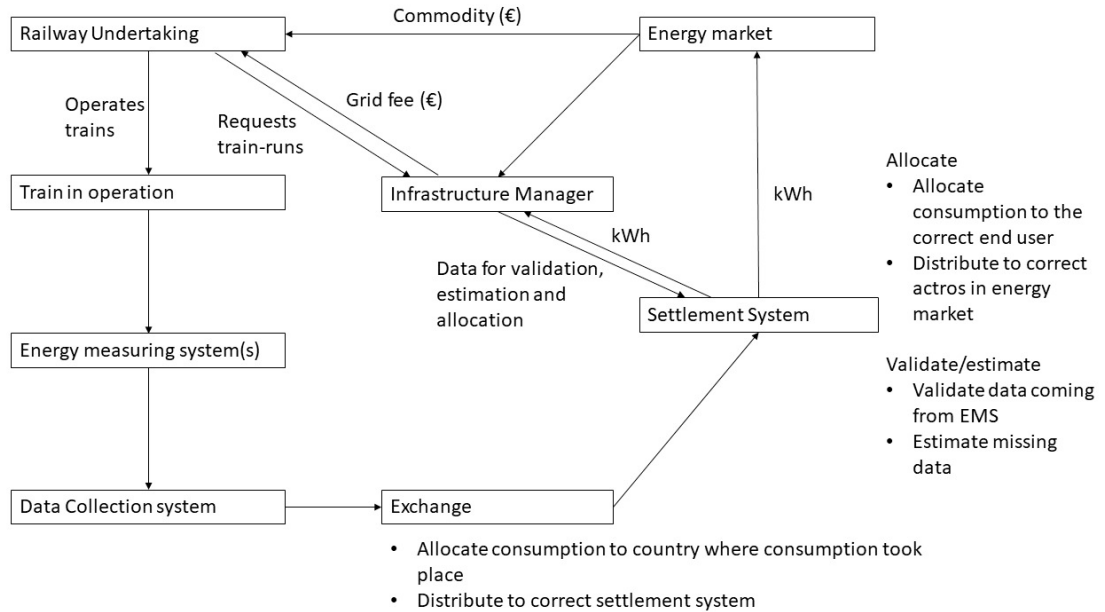 Commodity (€)
Railway Undertaking
Energy market
Operates
trains
Grid fee (€)
Requests
train-runs
Allocate
• Allocate
consumption to the
correct end user
• Distribute to correct
actros in energy
market
Train in operation
Infrastructure Manager
kWh
kWh
Data for validation,
estimation and
allocation
Settlement System
Energy measuring system(s)
Validate/estimate
• Validate data coming
from EMS
• Estimate missing
data
Data Collection system
Exchange
• Allocate consumption to country where consumption took
place
• Distribute to correct settlement system